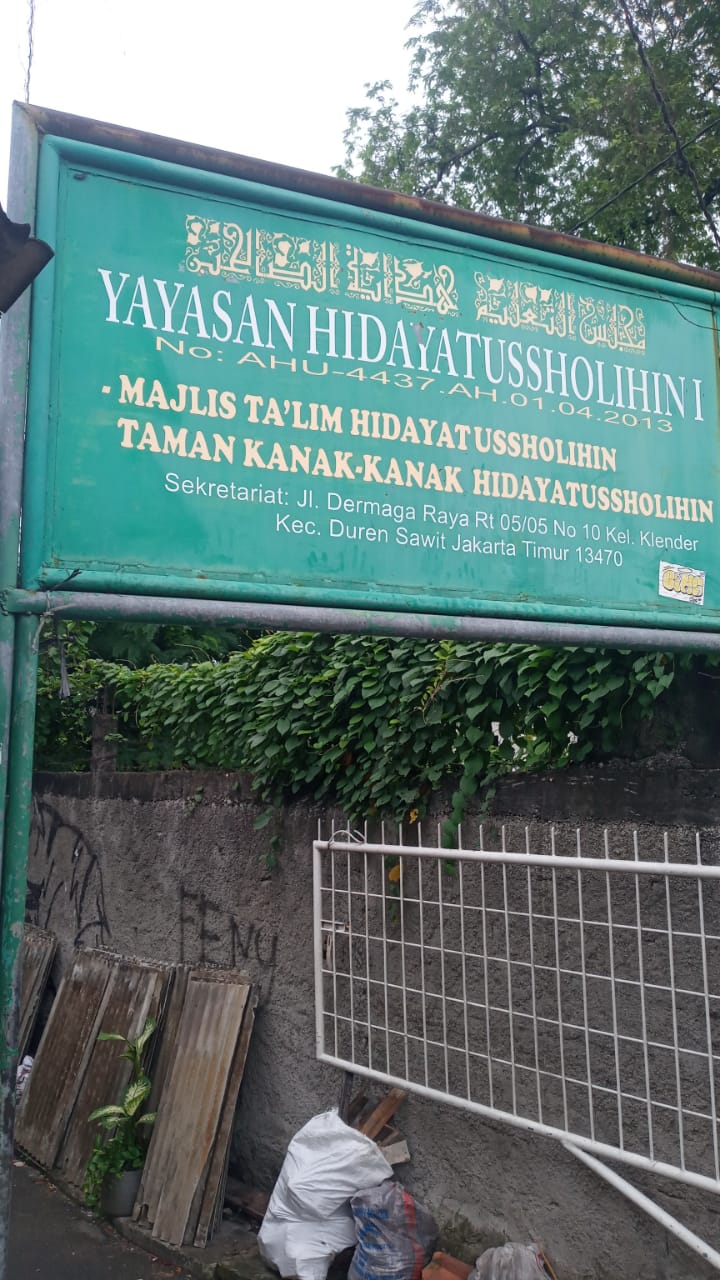 YAYASAN HIDAYATUSSHOLIHIN I
No: AHU-4437.AH.01.04.2013
- MAJLIS TA'LIM HIDAYATUSSHOLIHIN
TAMAN KANAK-KANAK HIDAYATUSSHOLIHIN
Sekretariat: Jl. Dermaga Raya Rt 05/05 No 10 Kel. Klender
Kec. Duren Sawit Jakarta Timur 13470